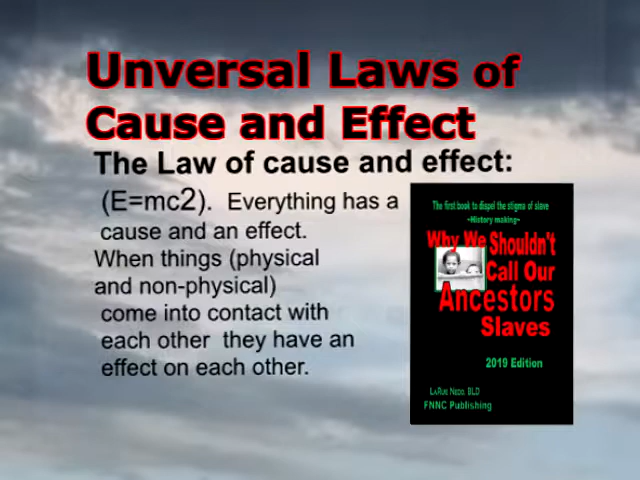 Unversal Laws of
Cause and Effect
The Law of cause and effect:
(E=mc2). Everything has a
cause and an effect.
When things (physical
and non-physical)
come into contact with
each other they have an
effect on each other.
The first book to dispel the stigma of slave
~History making~
Why We Shouldn't
Call Our
Ancestors
Slaves
2019 Edition
LaRue Nedd, BLD
FNNC Publishing